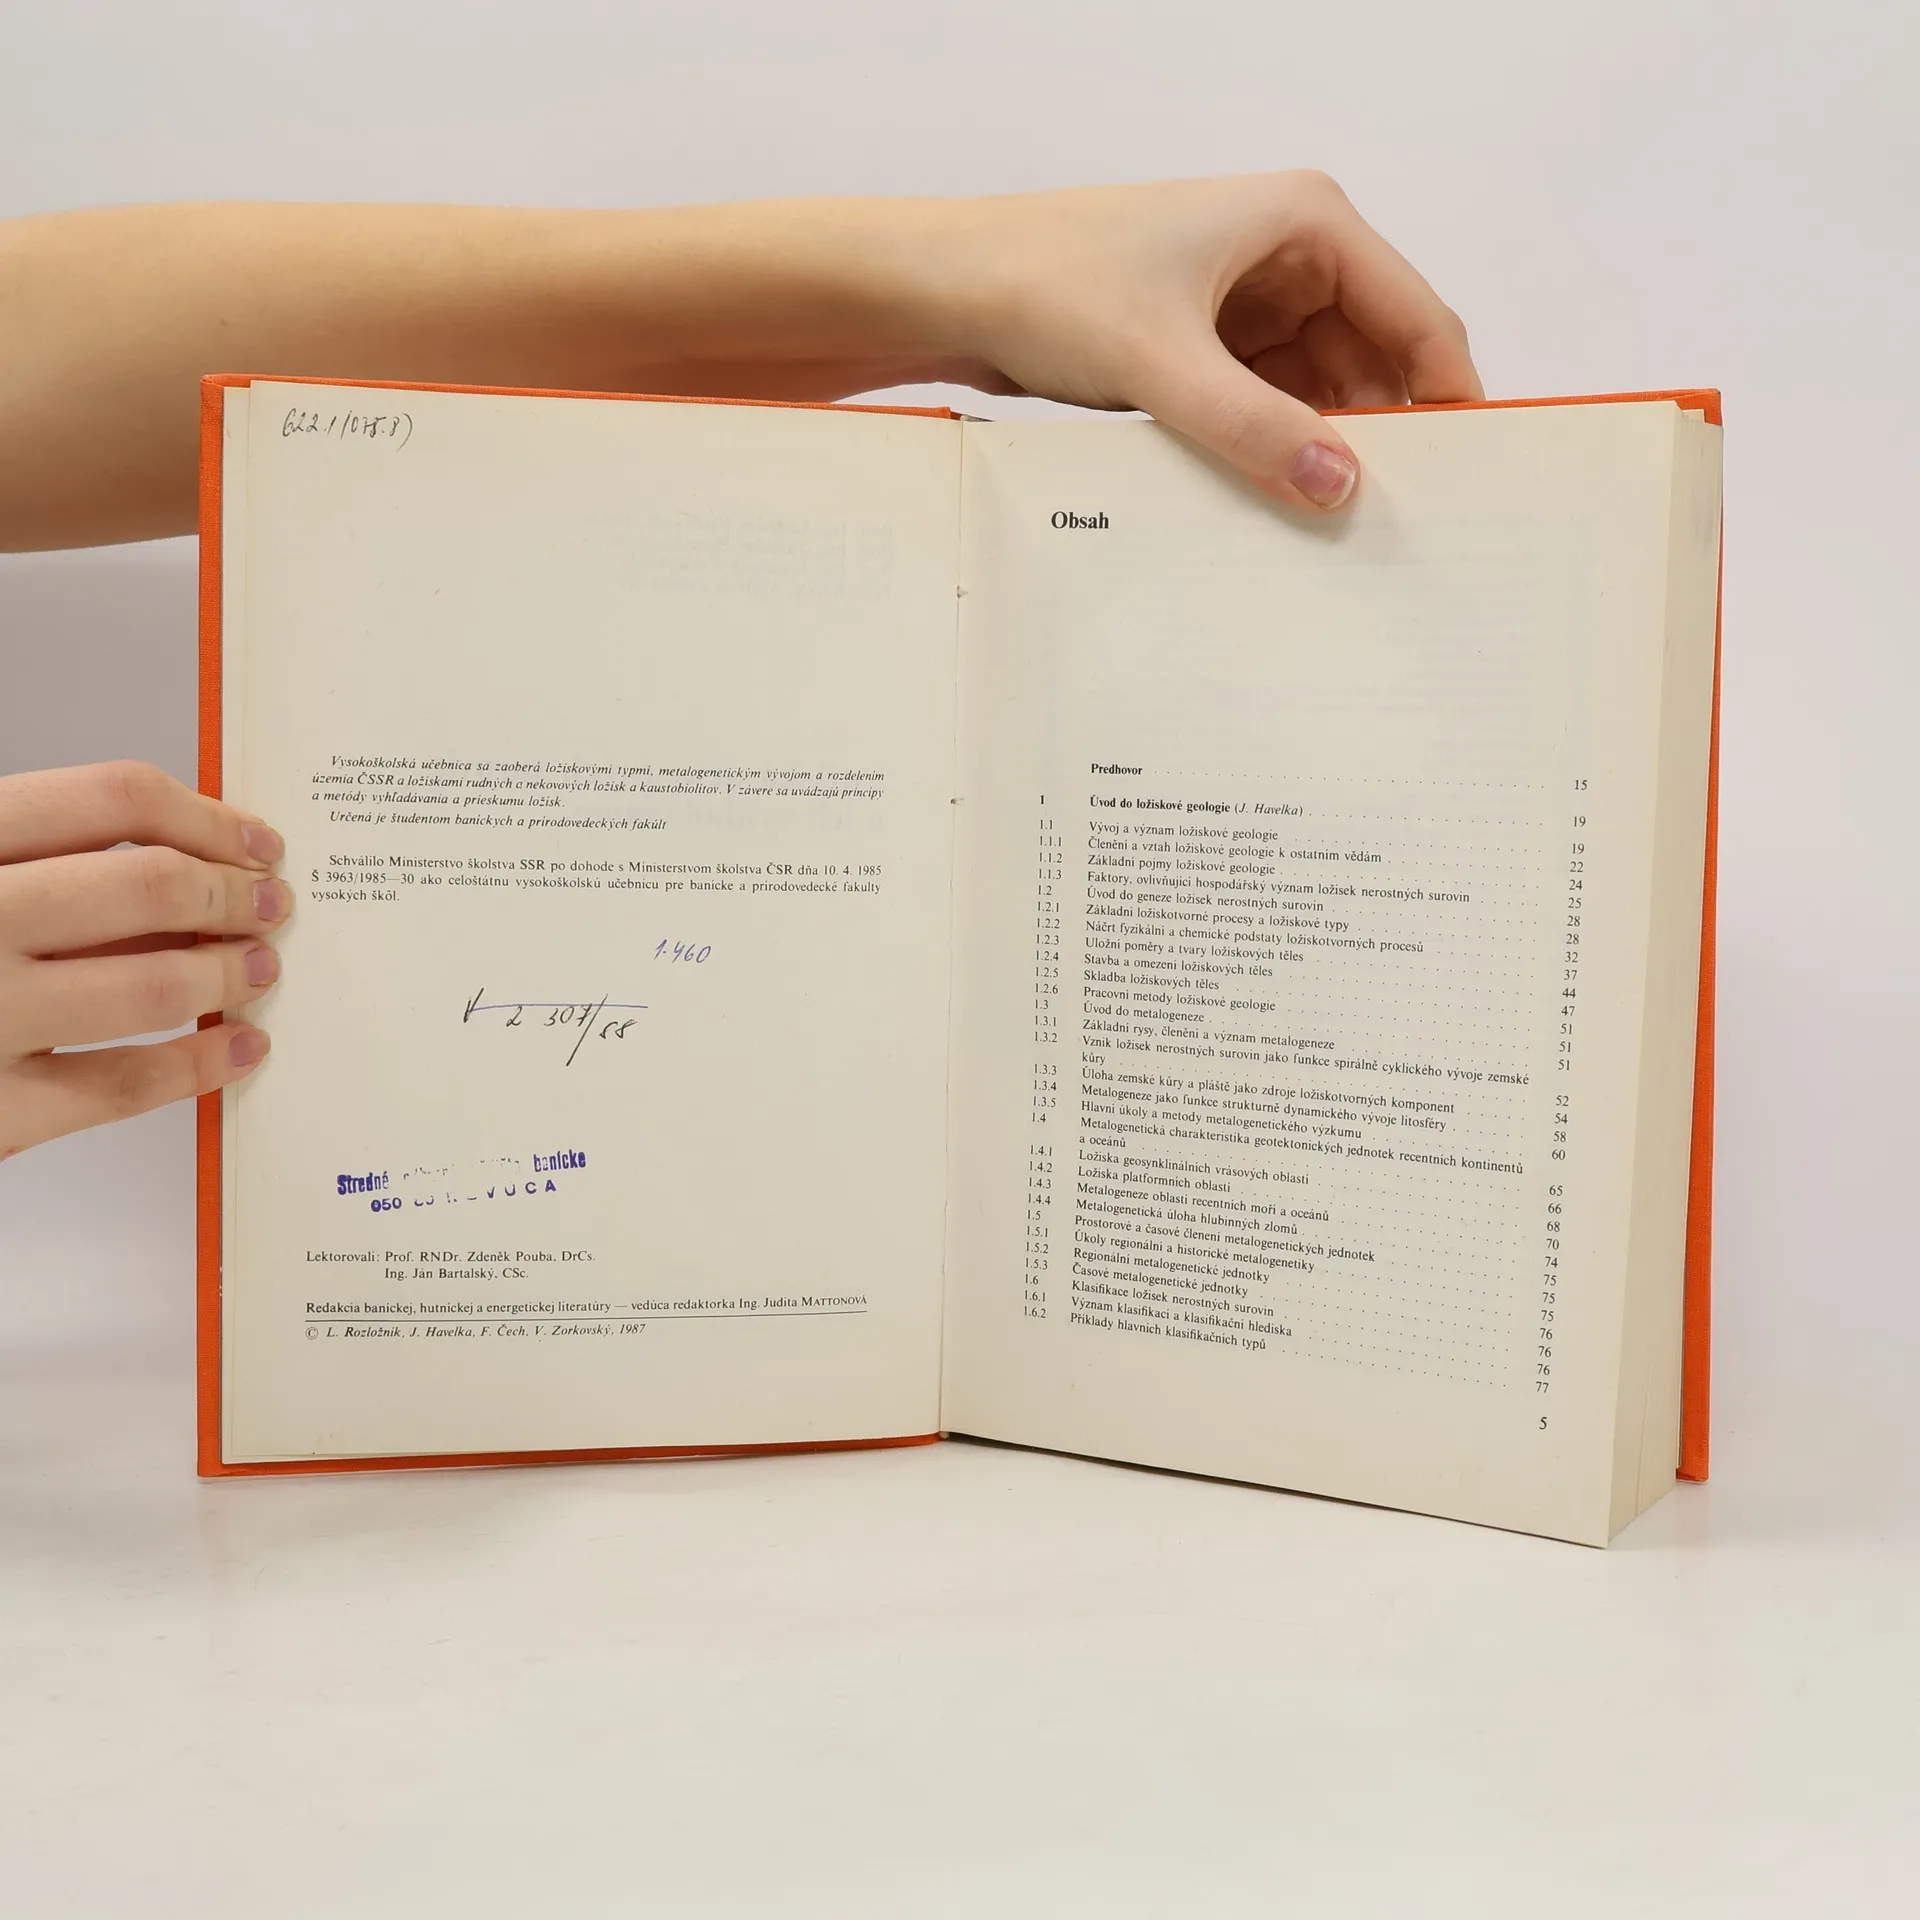 622.1 (075.8)
Vysokoškolská učebnica sa zaoberá ložiskovými typmi, metalogenetickým vývojom a rozdelením
územia ČSSR a ložiskami rudných a nekovových ložísk a kaustobiolitov. V závere sa uvádzajú princípy
a metódy vyhľadávania a prieskumu ložísk.
Určená je študentom baníckych a prírodovedeckých fakúlt
Schválilo Ministerstvo školstva SSR po dohode s Ministerstvom školstva ČSR dňa 10. 4. 1985
Š 3963/1985—30 ako celoštátnu vysokoškolskú učebnicu pre banícke a prírodovedecké fakulty
vysokých škôl.
1-460
V 2 307/88
Stredné banícke
050
Lektorovali: Prof. RNDr. Zdeněk Pouba, DrCs.
Ing. Ján Bartalský, CSc.
Redakcia baníckej, hutníckej a energetickej literatúry — vedúca redaktorka Ing. Judita MATTONOVÁ
© L. Rozložník, J. Havelka, F. Čech, V. Zorkovský, 1987
Obsah
Predhovor . . . 15
1 Úvod do ložiskové geologie (J. Havelka) . . . 19
1.1 Vývoj a význam ložiskové geologie . . . 19
1.1.1 Členění a vztah ložiskové geologie k ostatním vědám . . . 22
1.1.2 Základní pojmy ložiskové geologie . . . 24
1.1.3 Faktory, ovlivňující hospodářský význam ložisek nerostných surovin . . . 25
1.2 Úvod do geneze ložisek nerostných surovin . . . 28
1.2.1 Základní ložiskotvorné procesy a ložiskové typy . . . 28
1.2.2 Náčrt fyzikální a chemické podstaty ložiskotvorných procesů . . . 32
1.2.3 Uložní poměry a tvary ložiskových těles . . . 37
1.2.4 Stavba a omezení ložiskových těles . . . 44
1.2.5 Skladba ložiskových těles . . . 47
1.2.6 Pracovní metody ložiskové geologie . . . 51
1.3 Úvod do metalogeneze . . . 51
1.3.1 Základní rysy, členění a význam metalogeneze . . . 51
1.3.2 Vznik ložisek nerostných surovin jako funkce spirálně cyklického vývoje zemské
kůry . . . 52
1.3.3 Úloha zemské kůry a pláště jako zdroje ložiskotvorných komponent . . . 54
1.3.4 Metalogeneze jako funkce strukturně dynamického vývoje litosféry . . . 58
1.3.5 Hlavní úkoly a metody metalogenetického výzkumu . . . 60
1.4 Metalogenetická charakteristika geotektonických jednotek recentních kontinentů
a oceánů . . . 65
1.4.1 Ložiska geosynklinálních vrásových oblastí . . . 66
1.4.2 Ložiska platformních oblastí . . . 68
1.4.3 Metalogeneze oblastí recentních moří a oceánů . . . 70
1.4.4 Metalogenetická úloha hlubinných zlomů . . . 74
1.5 Prostorové a časové členění metalogenetických jednotek . . . 75
1.5.1 Úkoly regionální a historické metalogenetiky . . . 75
1.5.2 Regionální metalogenetické jednotky . . . 75
1.5.3 Časové metalogenetické jednotky . . . 76
1.6 Klasifikace ložisek nerostných surovin . . . 76
1.6.1 Význam klasifikací a klasifikační hlediska . . . 76
1.6.2 Příklady hlavních klasifikačních typů . . . 77
5